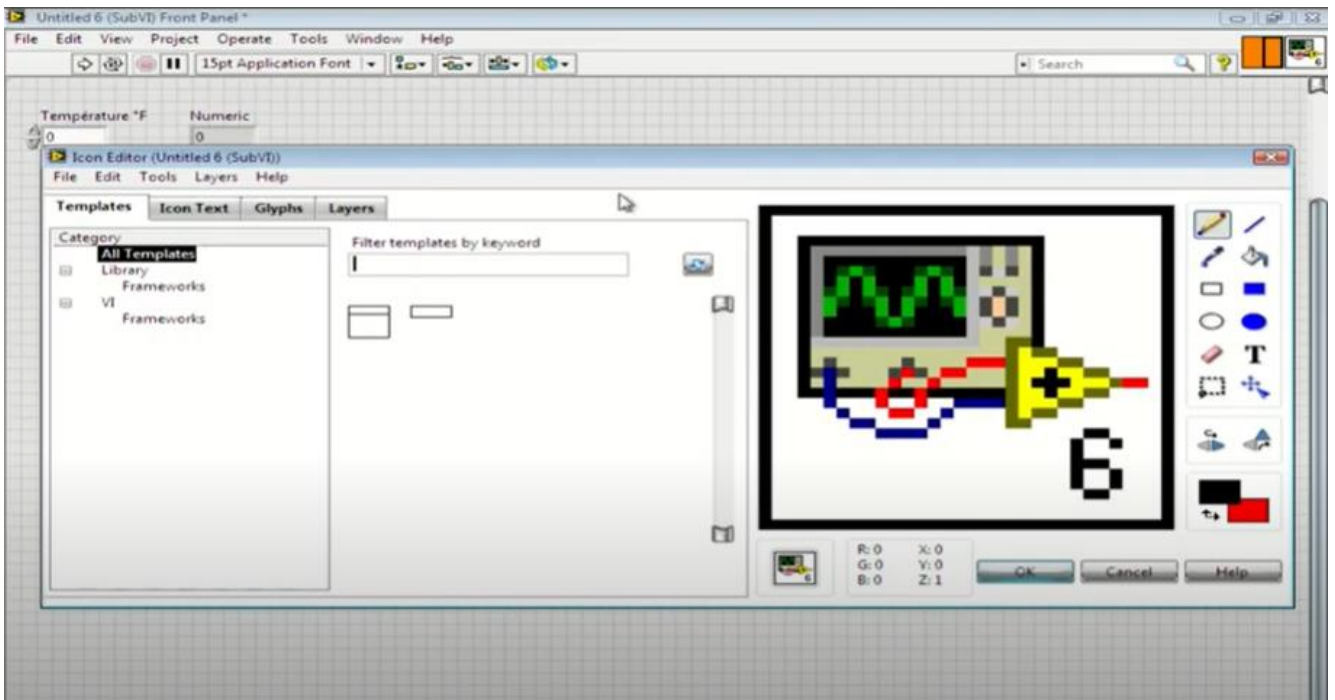 Untitled 6 (SubVI) Front Panel *
File Edit View Project Operate Tools Window Help
15pt Application Font
Search
6
Température °F Numeric
0 0
Icon Editor (Untitled 6 (SubVI))
File Edit Tools Layers Help
Templates Icon Text Glyphs Layers
Category
All Templates
Library
Frameworks
VI
Frameworks
Filter templates by keyword
6
T
6
R: 0 X: 0
G: 0 Y: 0
B: 0 Z: 1
OK Cancel Help